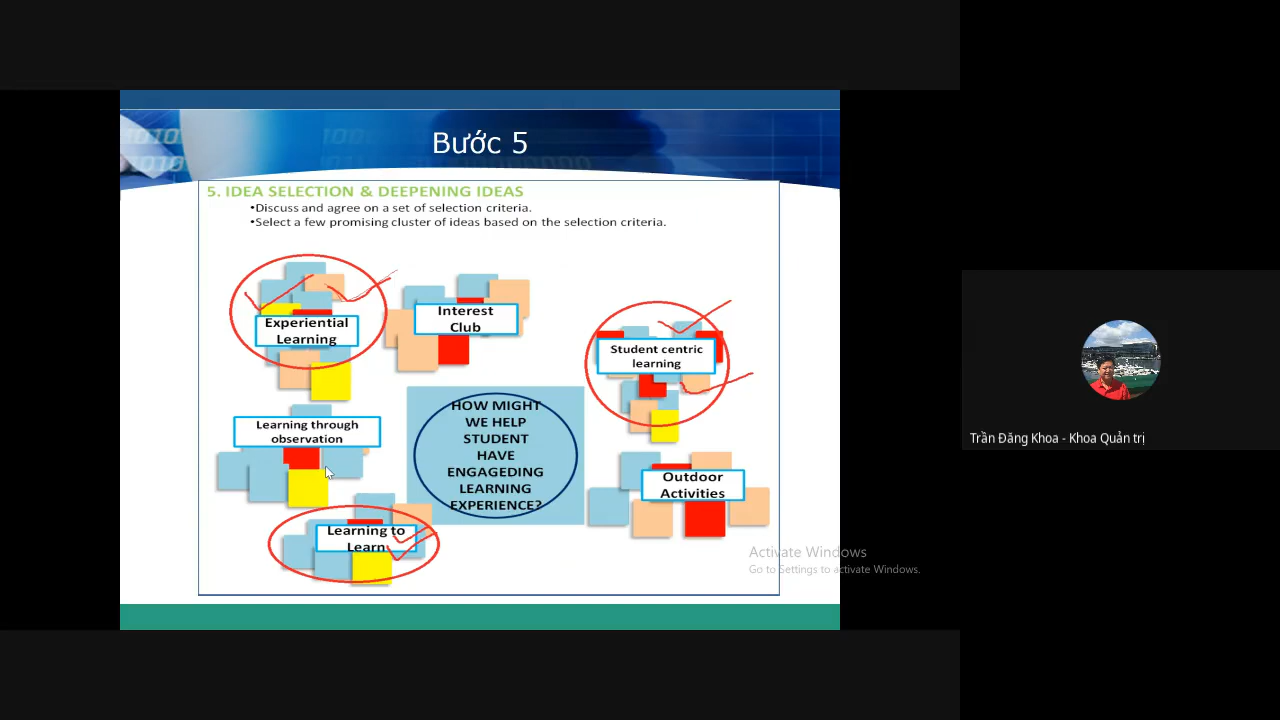 Bước 5
5. IDEA SELECTION & DEEPENING IDEAS
•Discuss and agree on a set of selection criteria.
•Select a few promising cluster of ideas based on the selection criteria.
Experiential
Learning
Interest
Club
Student centric
learning
Learning through
observation
HOW MIGHT
WE HELP
STUDENT
HAVE
ENGAGEDING
LEARNING
EXPERIENCE?
Outdoor
Activities
Learning to
Learn
Activate Windows
Go to Settings to activate Windows.
Trần Đăng Khoa - Khoa Quản trị